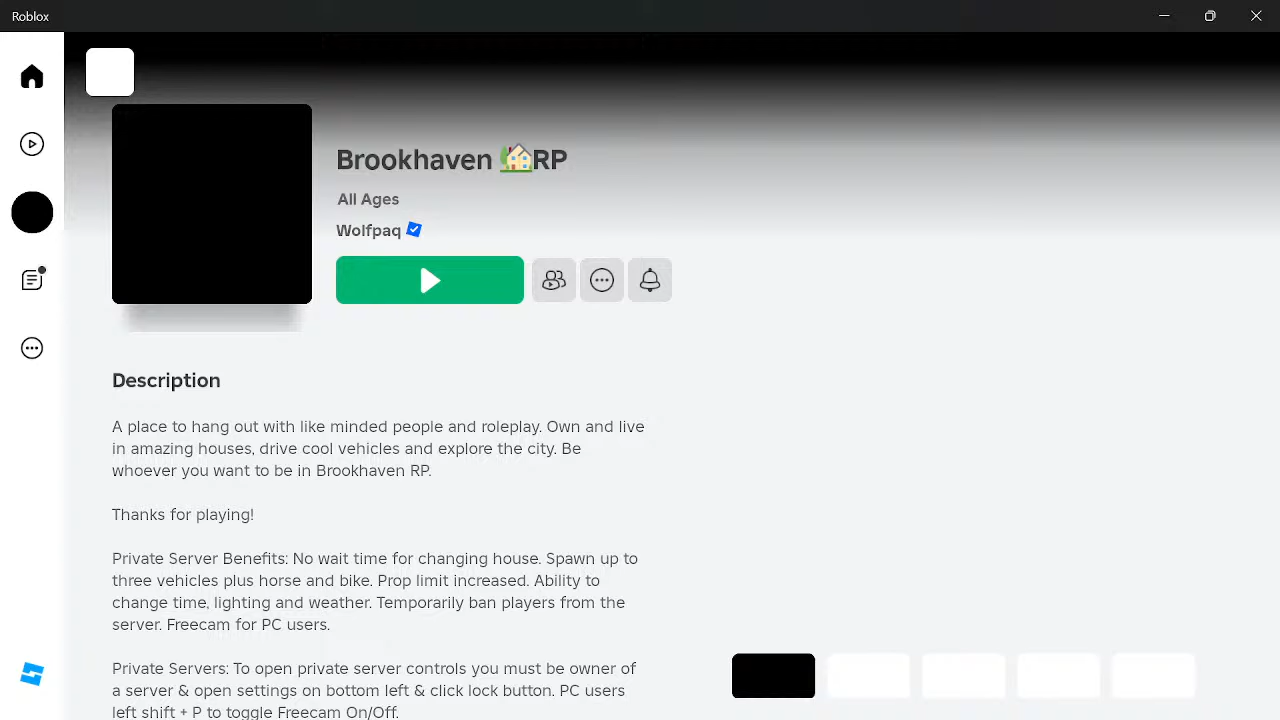 Roblox
Brookhaven 🏡RP
All Ages
Wolfpaq
Description
A place to hang out with like minded people and roleplay. Own and live
in amazing houses, drive cool vehicles and explore the city. Be
whoever you want to be in Brookhaven RP.
Thanks for playing!
Private Server Benefits: No wait time for changing house. Spawn up to
three vehicles plus horse and bike. Prop limit increased. Ability to
change time, lighting and weather. Temporarily ban players from the
server. Freecam for PC users.
Private Servers: To open private server controls you must be owner of
a server & open settings on bottom left & click lock button. PC users
left shift + P to toggle Freecam On/Off.